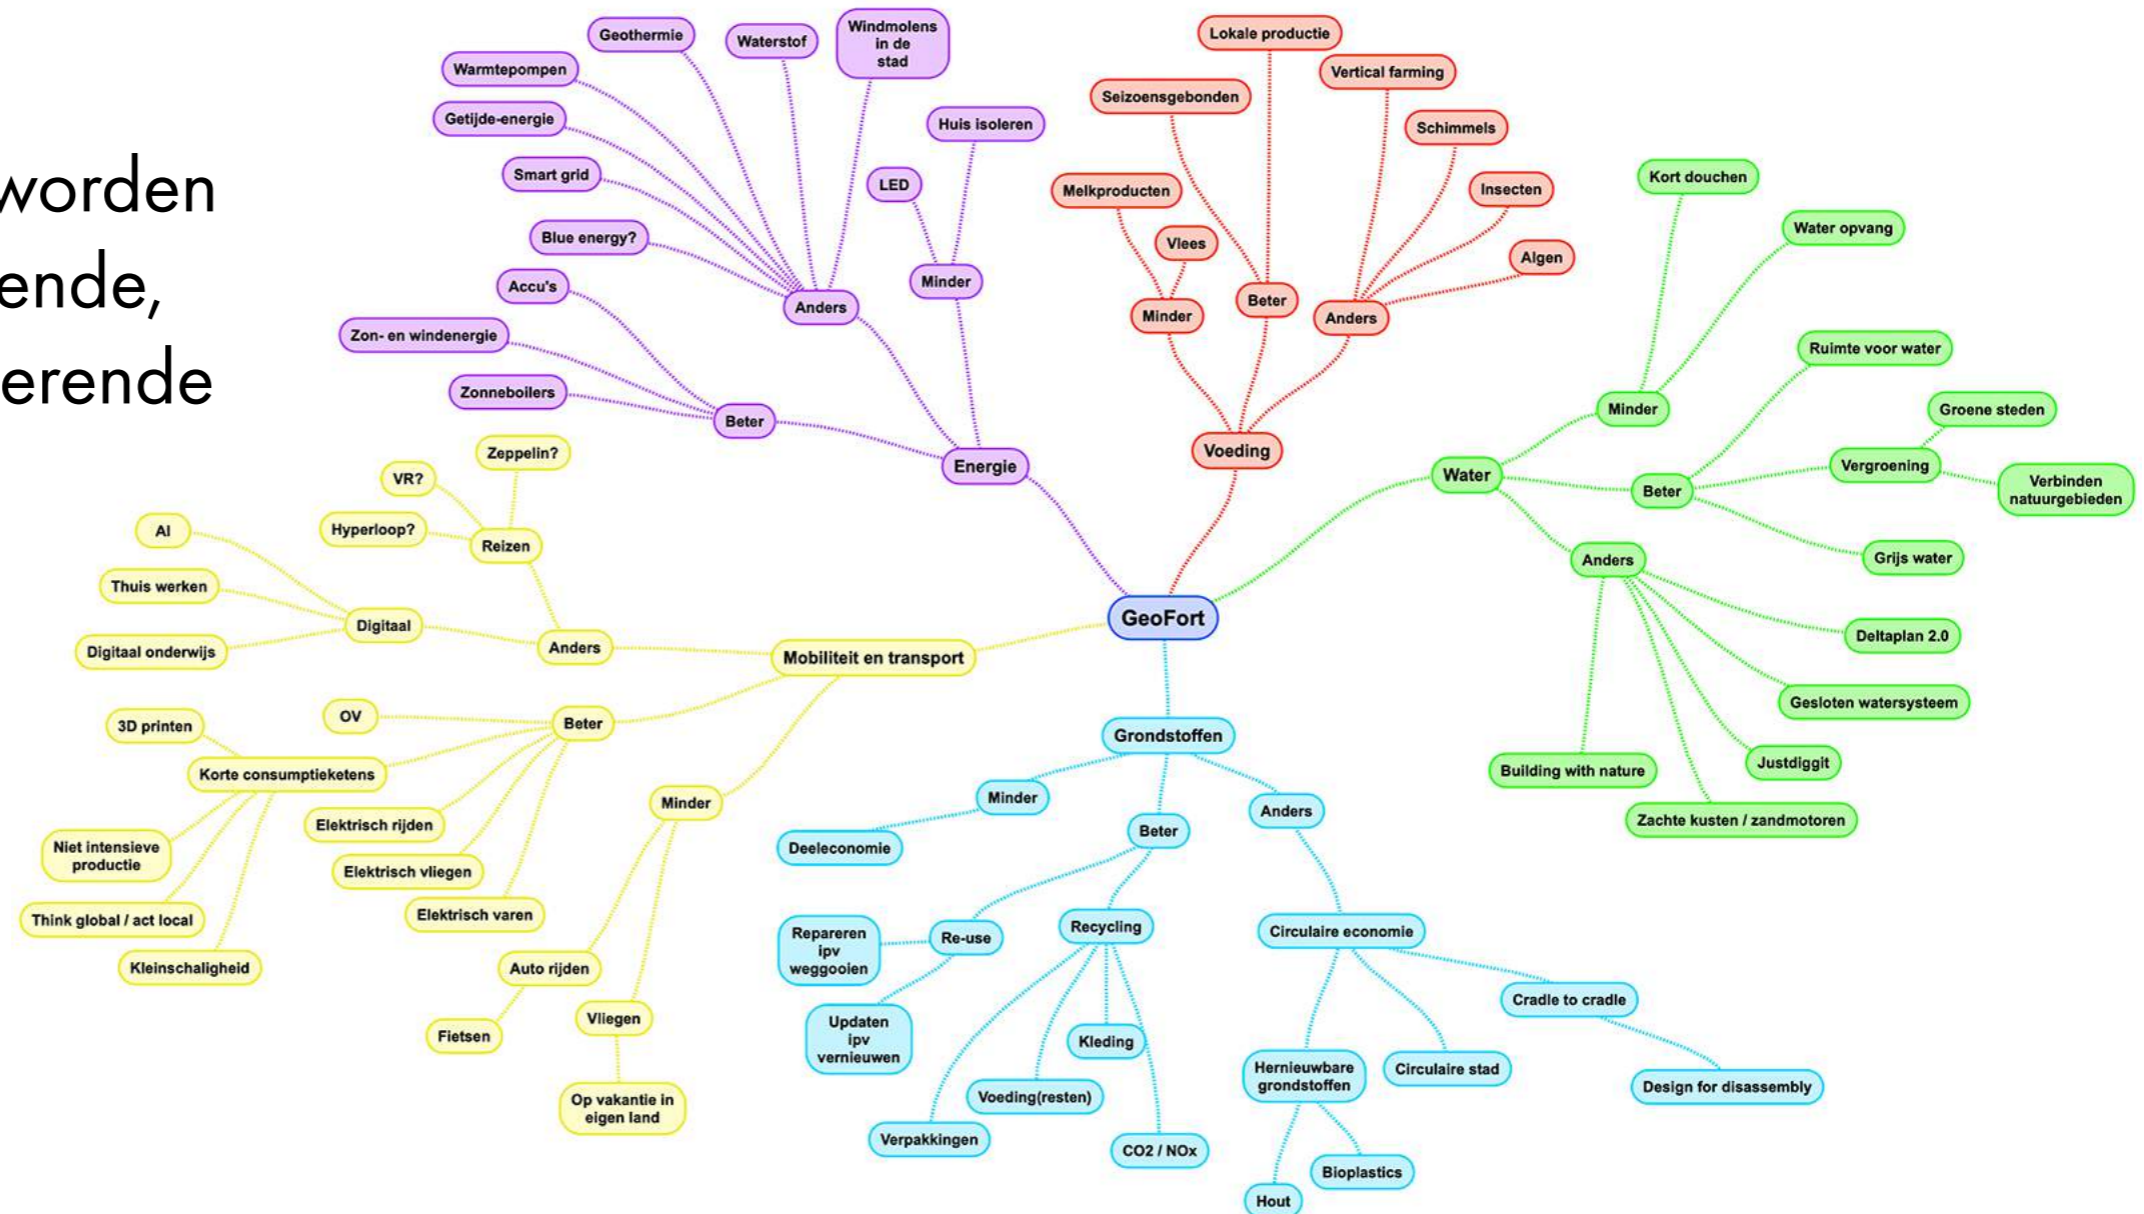 worden
ende,
erende
Geothermie
Waterstof
Windmolens
in de
stad
Warmtepompen
Getijde-energie
Smart grid
Blue energy?
Huis isoleren
LED
Minder
Anders
Accu's
Zon- en windenergie
Zonneboilers
Beter
Energie
Lokale productie
Vertical farming
Seizoensgebonden
Schimmels
Melkproducten
Insecten
Vlees
Algen
Minder
Beter
Anders
Voeding
Kort douchen
Water opvang
Ruimte voor water
Minder
Groene steden
Vergroening
Verbinden
natuurgebieden
Water
Beter
Grijs water
Anders
Deltaplan 2.0
Gesloten watersysteem
Justdiggit
Building with nature
Zachte kusten / zandmotoren
GeoFort
Zeppelin?
VR?
Hyperloop?
Reizen
AI
Thuis werken
Digitaal
Digitaal onderwijs
Anders
Mobiliteit en transport
OV
Beter
3D printen
Korte consumptieketens
Elektrisch rijden
Niet intensieve
productie
Elektrisch vliegen
Think global / act local
Elektrisch varen
Kleinschaligheid
Minder
Auto rijden
Fietsen
Vliegen
Op vakantie in
eigen land
Grondstoffen
Minder
Deeleconomie
Beter
Anders
Re-use
Repareren
ipv
weggooien
Updaten
ipv
vernieuwen
Recycling
Kleding
Voeding(resten)
Verpakkingen
CO2 / NOx
Circulaire economie
Cradle to cradle
Hernieuwbare
grondstoffen
Circulaire stad
Design for disassembly
Bioplastics
Hout